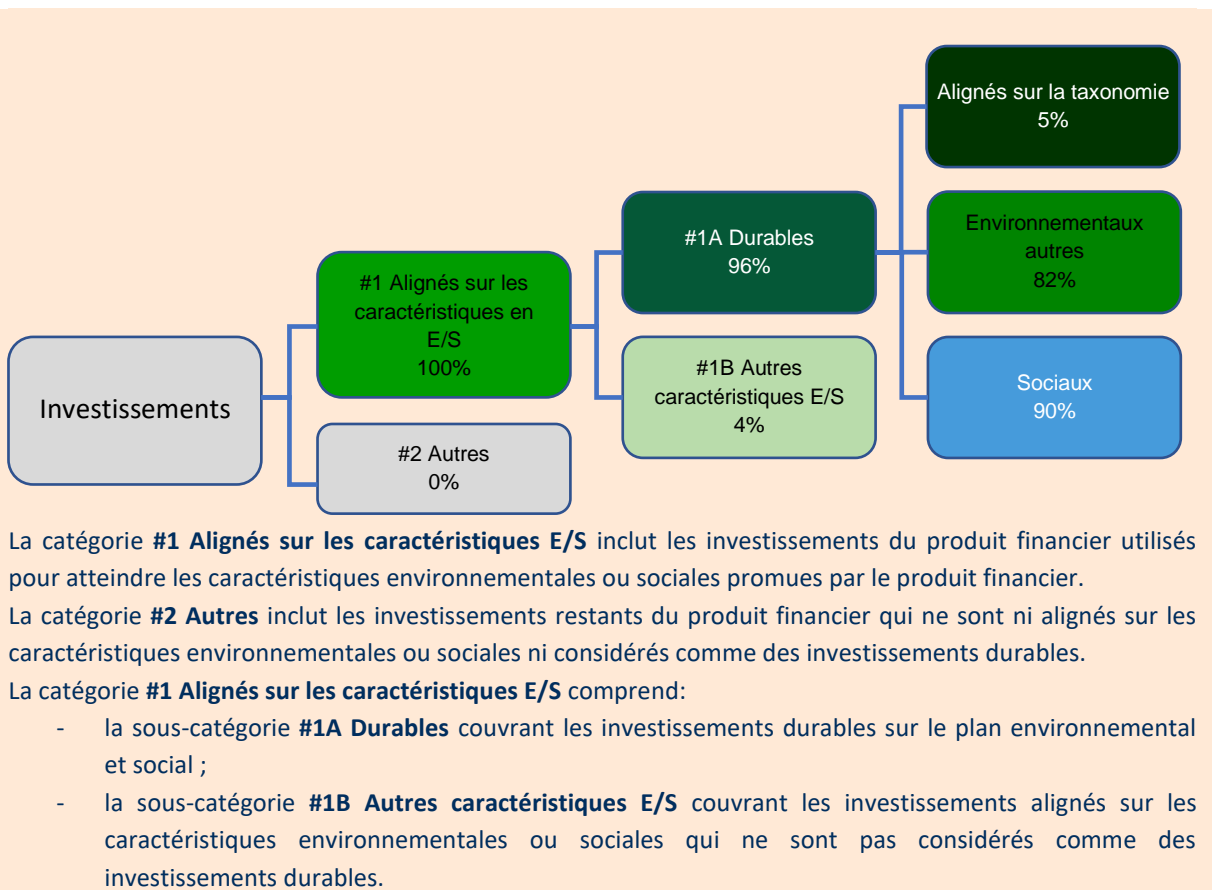 Alignés sur la taxonomie
5%
Environnementaux
autres
82%
#1A Durables
96%
#1 Alignés sur les
caractéristiques en
E/S
100%
Investissements
#1B Autres
caractéristiques E/S
4%
Sociaux
90%
#2 Autres
0%
La catégorie #1 Alignés sur les caractéristiques E/S inclut les investissements du produit financier utilisés
pour atteindre les caractéristiques environnementales ou sociales promues par le produit financier.
La catégorie #2 Autres inclut les investissements restants du produit financier qui ne sont ni alignés sur les
caractéristiques environnementales ou sociales ni considérés comme des investissements durables.
La catégorie #1 Alignés sur les caractéristiques E/S comprend:
- la sous-catégorie #1A Durables couvrant les investissements durables sur le plan environnemental
et social ;
- la sous-catégorie #1B Autres caractéristiques E/S couvrant les investissements alignés sur les
caractéristiques environnementales ou sociales qui ne sont pas considérés comme des
investissements durables.